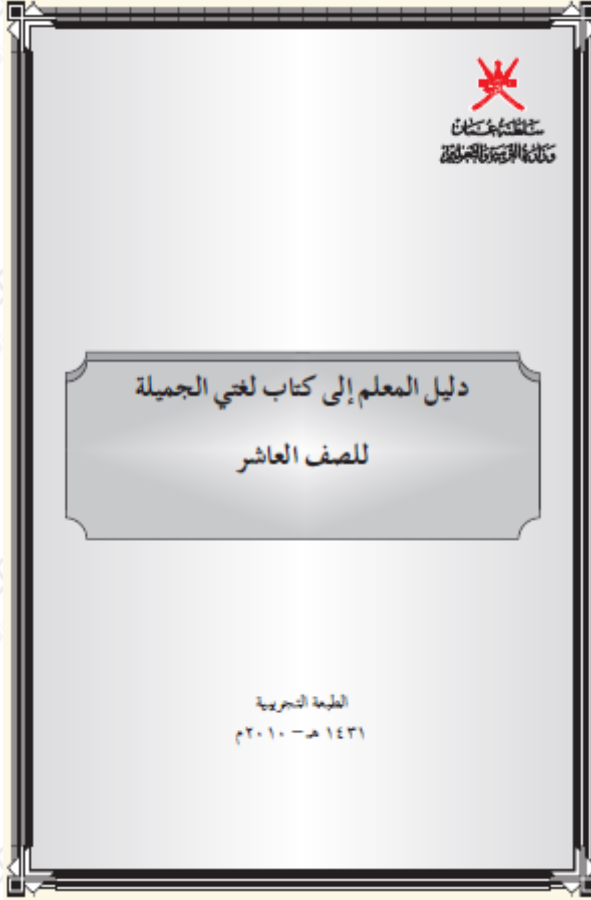 سلطنة عمان
وزارة التربية والتعليم
دليل المعلم إلى كتاب لغتي الجميلة
للصف العاشر
الطبعة التجريبية
١٤٣١ هـ – ٢٠١٠م